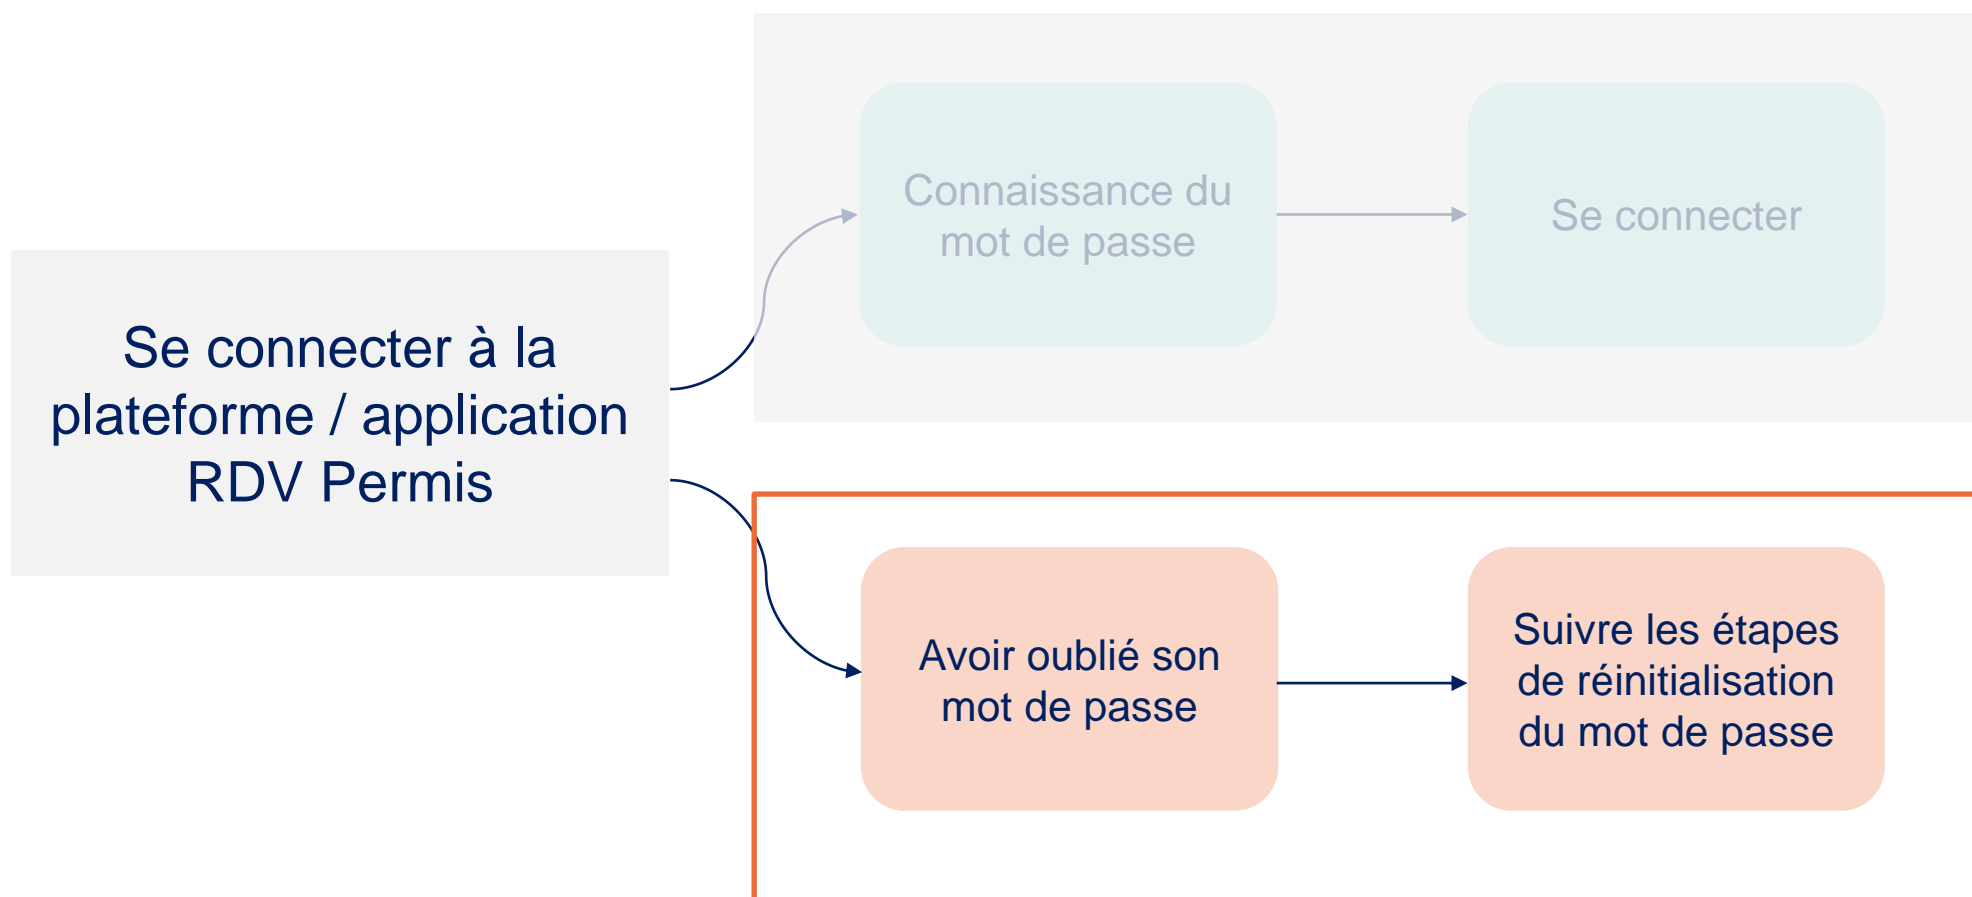 Se connecter à la
plateforme / application
RDV Permis
Connaissance du
mot de passe
Se connecter
Avoir oublié son
mot de passe
Suivre les étapes
de réinitialisation
du mot de passe